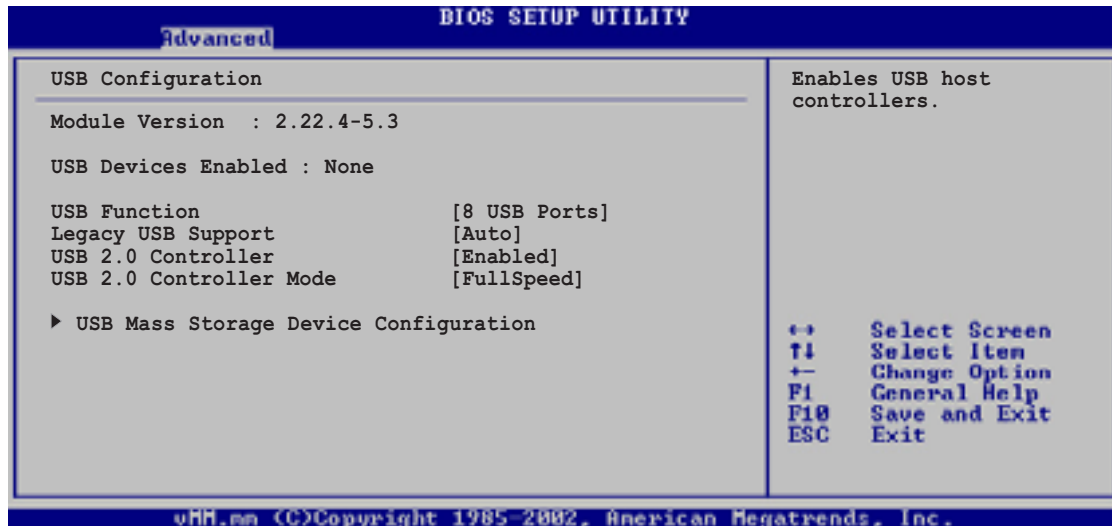 BIOS SETUP UTILITY
Advanced
USB Configuration
Module Version : 2.22.4-5.3
USB Devices Enabled : None
USB Function [8 USB Ports]
Legacy USB Support [Auto]
USB 2.0 Controller [Enabled]
USB 2.0 Controller Mode [FullSpeed]
USB Mass Storage Device Configuration
Enables USB host
controllers.
←→ Select Screen
↑↓ Select Item
+- Change Option
F1 General Help
F10 Save and Exit
ESC Exit
vMM.mm (C)Copyright 1985-2002, American Megatrends, Inc.